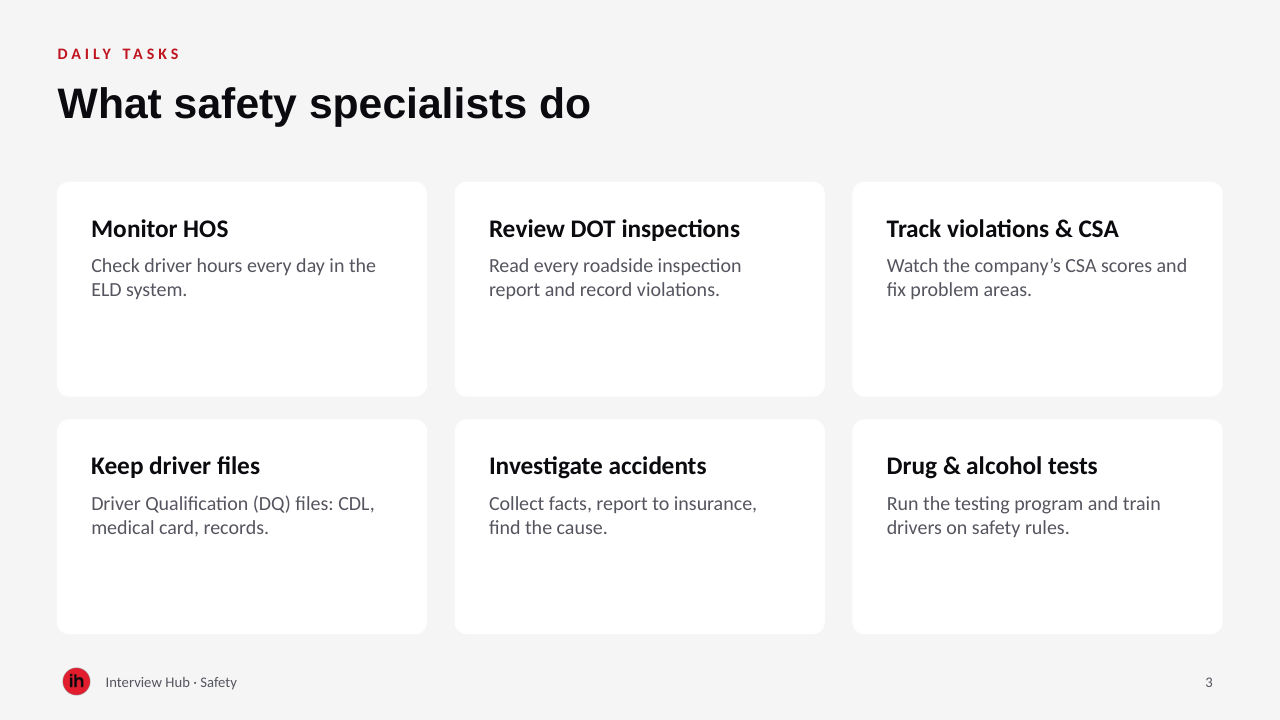 DAILY TASKS
What safety specialists do
Monitor HOS
Check driver hours every day in the
ELD system.
Review DOT inspections
Read every roadside inspection
report and record violations.
Track violations & CSA
Watch the company’s CSA scores and
fix problem areas.
Keep driver files
Driver Qualification (DQ) files: CDL,
medical card, records.
Investigate accidents
Collect facts, report to insurance,
find the cause.
Drug & alcohol tests
Run the testing program and train
drivers on safety rules.
ih
Interview Hub · Safety
3